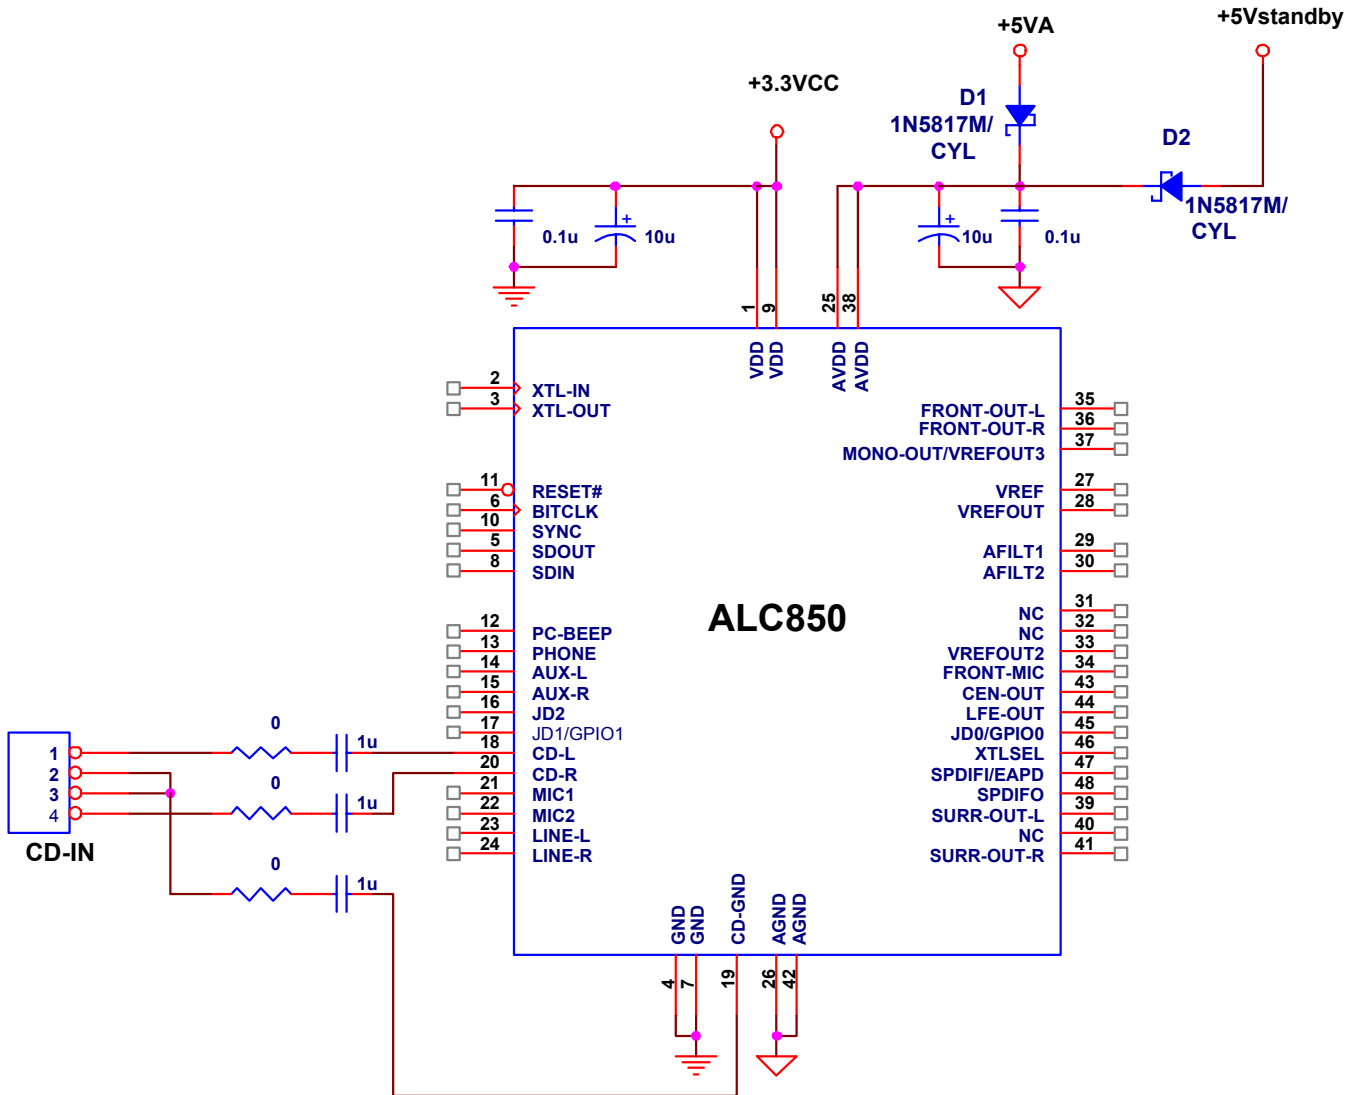 +5Vstandby
+5VA
+3.3VCC
D1
1N5817M/
CYL
D2
1N5817M/
CYL
0.1u
10u
10u
0.1u
1
9
25
38
VDD
VDD
AVDD
AVDD
2
XTL-IN
3
XTL-OUT
11
RESET#
6
BITCLK
10
SYNC
5
SDOUT
8
SDIN
12
PC-BEEP
13
PHONE
14
AUX-L
15
AUX-R
16
JD2
17
JD1/GPIO1
18
CD-L
20
CD-R
21
MIC1
22
MIC2
23
LINE-L
24
LINE-R
ALC850
FRONT-OUT-L
35
FRONT-OUT-R
36
MONO-OUT/VREFOUT3
37
VREF
27
VREFOUT
28
AFILT1
29
AFILT2
30
NC
31
NC
32
VREFOUT2
33
FRONT-MIC
34
CEN-OUT
43
LFE-OUT
44
JD0/GPIO0
45
XTLSEL
46
SPDIFI/EAPD
47
SPDIFO
48
SURR-OUT-L
39
NC
40
SURR-OUT-R
41
0
1u
0
1u
0
1u
1
2
3
4
CD-IN
GND
GND
CD-GND
AGND
AGND
4
7
19
26
42